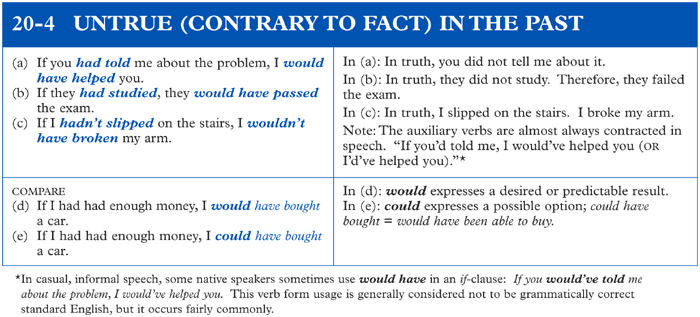 20-4 UNTRUE (CONTRARY TO FACT) IN THE PAST
(a) If you had told me about the problem, I would
have helped you.
(b) If they had studied, they would have passed
the exam.
(c) If I hadn't slipped on the stairs, I wouldn't
have broken my arm.
In (a): In truth, you did not tell me about it.
In (b): In truth, they did not study. Therefore, they failed
the exam.
In (c): In truth, I slipped on the stairs. I broke my arm.
Note: The auxiliary verbs are almost always contracted in
speech. “If you’d told me, I would’ve helped you (OR
I’d’ve helped you).”*
COMPARE
(d) If I had had enough money, I would have bought
a car.
(e) If I had had enough money, I could have bought
a car.
In (d): would expresses a desired or predictable result.
In (e): could expresses a possible option; could have
bought = would have been able to buy.
*In casual, informal speech, some native speakers sometimes use would have in an if-clause: If you would’ve told me
about the problem, I would’ve helped you. This verb form usage is generally considered not to be grammatically correct
standard English, but it occurs fairly commonly.